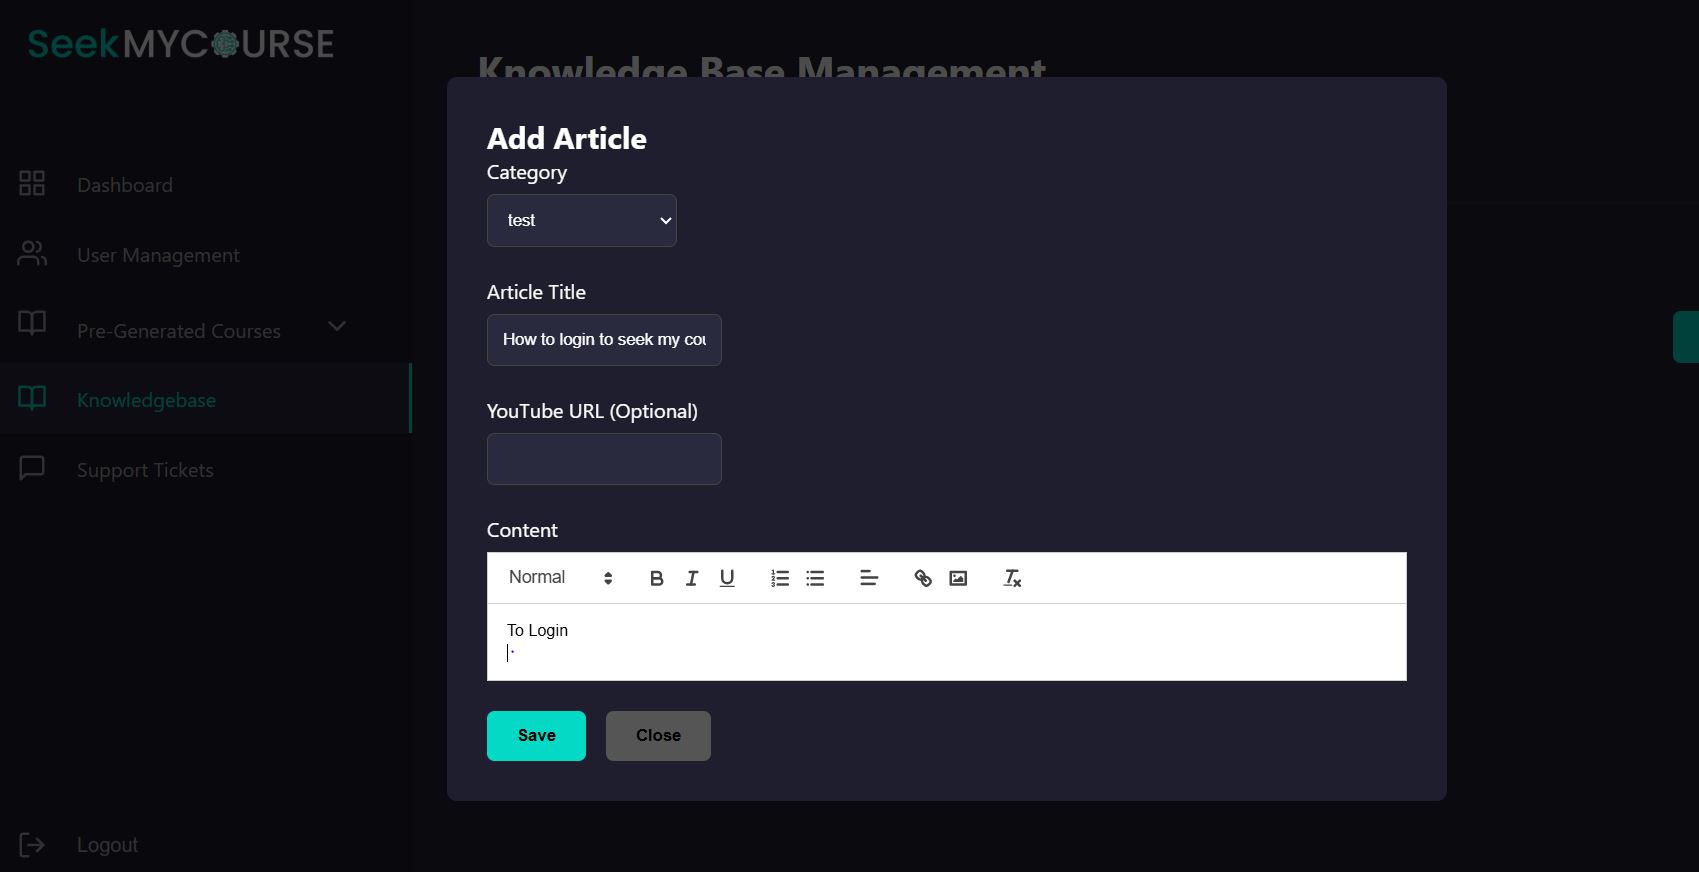 SeekMYCOURSE
Knowledge Base Management
Dashboard
User Management
Pre-Generated Courses
Knowledgebase
Support Tickets
Logout
Add Article
Category
test
Article Title
How to login to seek my cou
YouTube URL (Optional)
Content
Normal
To Login
Save
Close